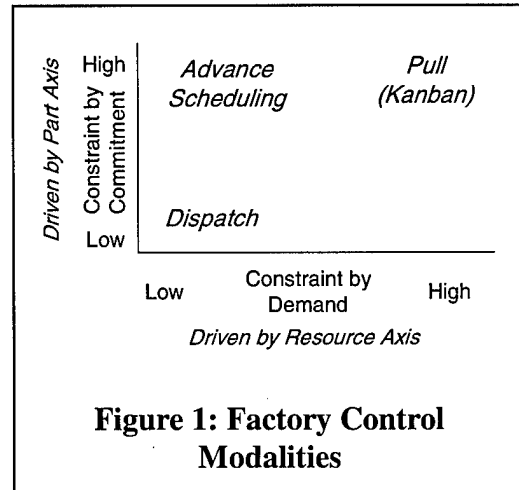 Driven by Part Axis
Constraint by
Commitment
High
Low
Advance
Scheduling
Pull
(Kanban)
Dispatch
Low
Constraint by
Demand
High
Driven by Resource Axis
Figure 1: Factory Control
Modalities